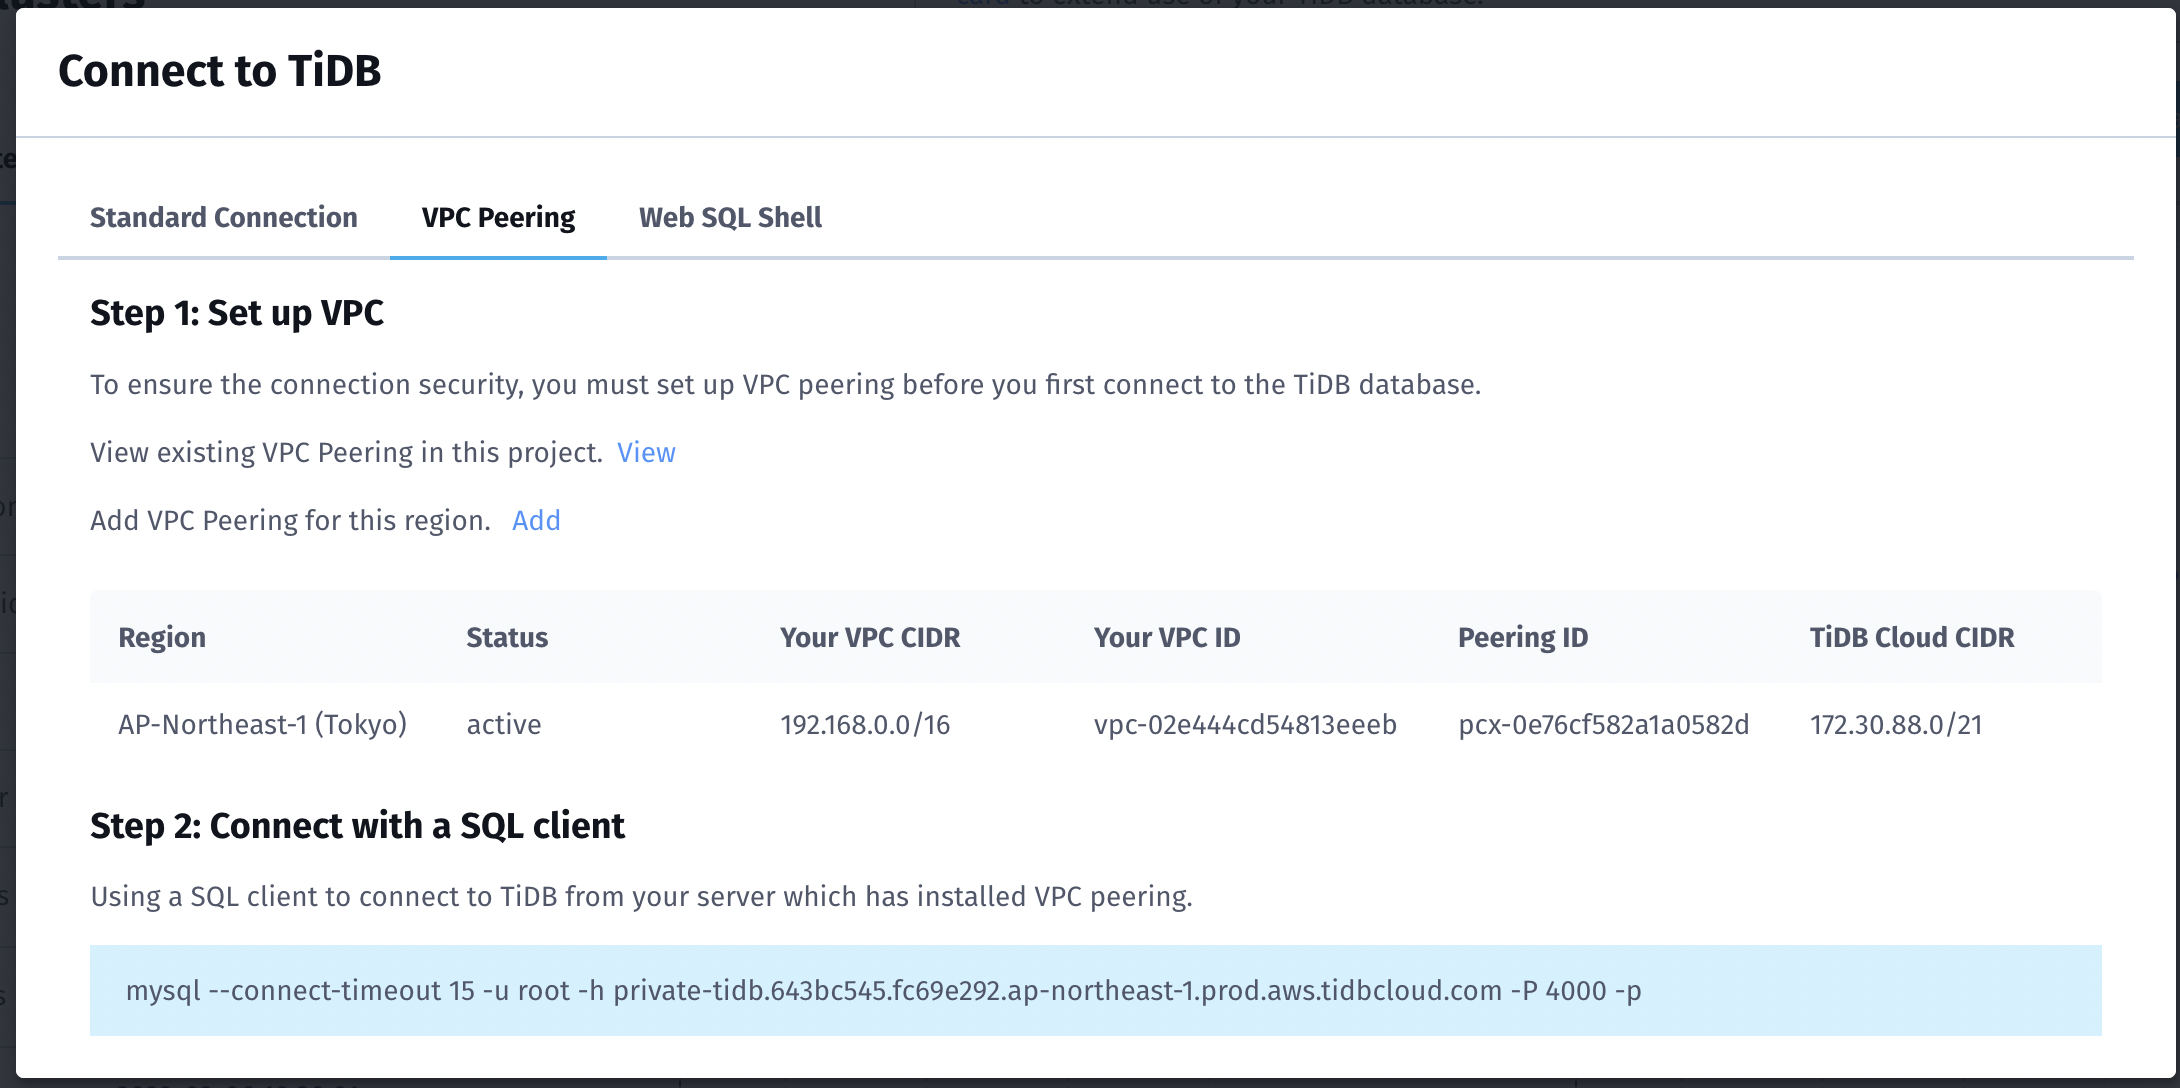 Connect to TiDB
Standard Connection VPC Peering Web SQL Shell
Step 1: Set up VPC
To ensure the connection security, you must set up VPC peering before you first connect to the TiDB database.
View existing VPC Peering in this project. View
Add VPC Peering for this region. Add
Region Status Your VPC CIDR Your VPC ID Peering ID TiDB Cloud CIDR
AP-Northeast-1 (Tokyo) active 192.168.0.0/16 vpc-02e444cd54813eeeb pcx-0e76cf582a1a0582d 172.30.88.0/21
Step 2: Connect with a SQL client
Using a SQL client to connect to TiDB from your server which has installed VPC peering.
mysql --connect-timeout 15 -u root -h private-tidb.643bc545.fc69e292.ap-northeast-1.prod.aws.tidbcloud.com -P 4000 -p